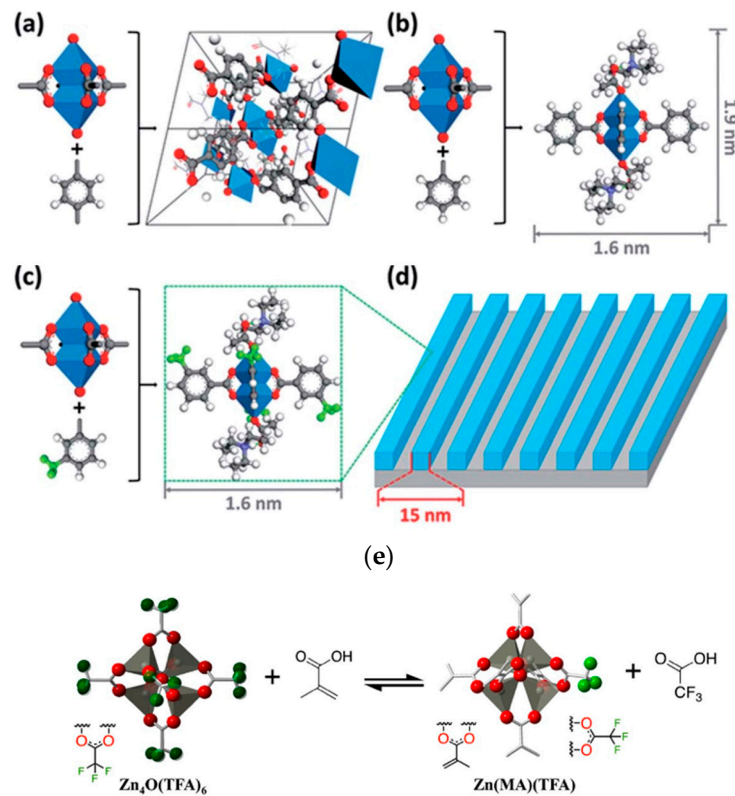 (a)
(b)
+
+
1.9 nm
1.6 nm
(c)
(d)
+
1.6 nm
15 nm
(e)
+
OH
O
+
O
OH
CF3
O O
F F
F
O O
O
O
F
F
F
Zn4O(TFA)6
Zn(MA)(TFA)